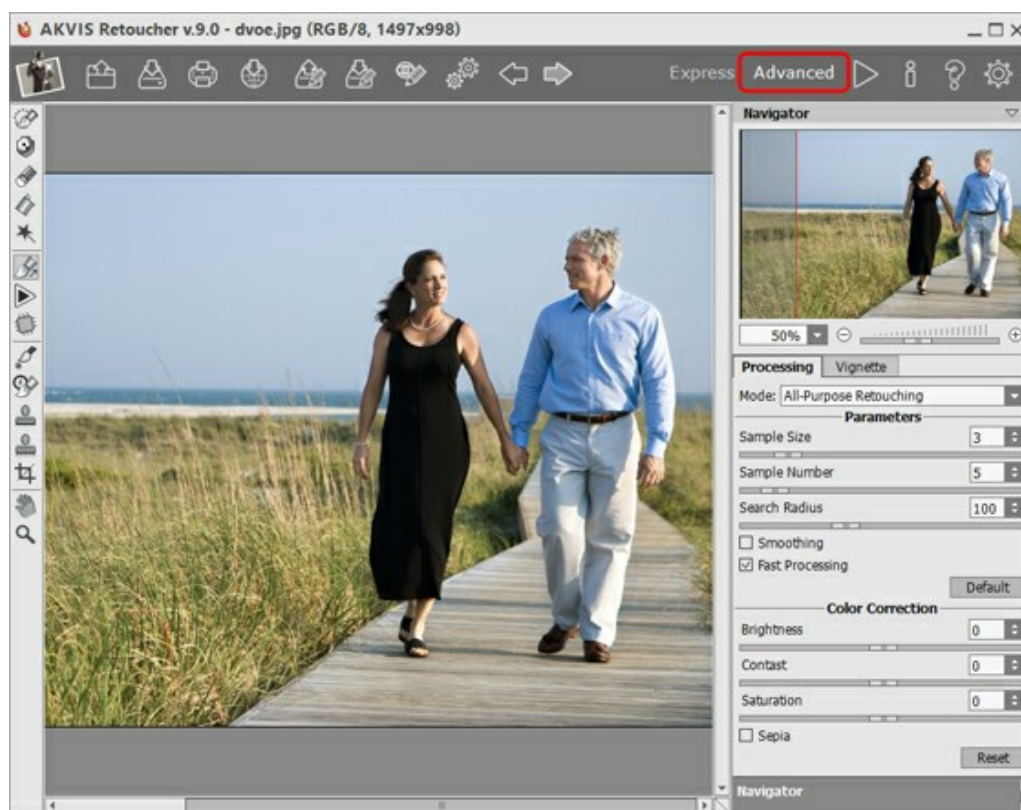 AKVIS Retoucher v.9.0 - dvoe.jpg (RGB/8, 1497x998)
Express Advanced
Navigator
50%
Processing Vignette
Mode: All-Purpose Retouching
Parameters
Sample Size 3
Sample Number 5
Search Radius 100
Smoothing
Fast Processing
Default
Color Correction
Brightness 0
Contast 0
Saturation 0
Sepia
Reset
Navigator